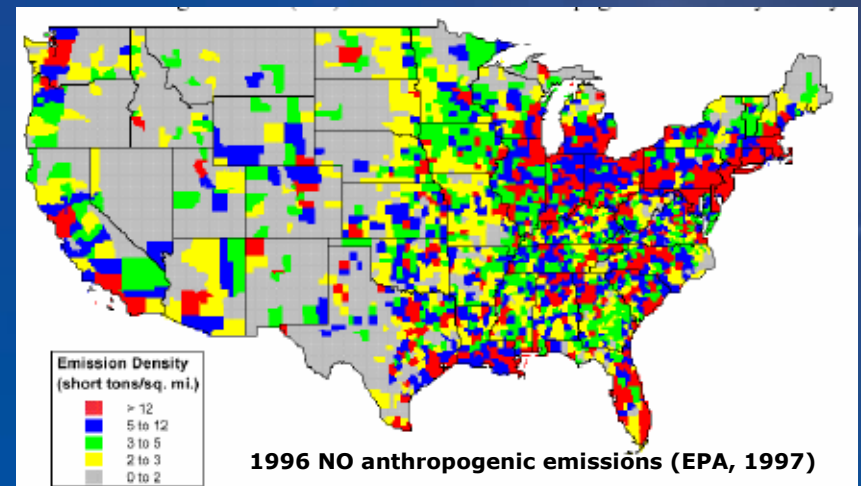 Emission Density
(short tons/sq. mi.)
> 12
5 to 12
3 to 5
2 to 3
0 to 2
1996 NO anthropogenic emissions (EPA, 1997)